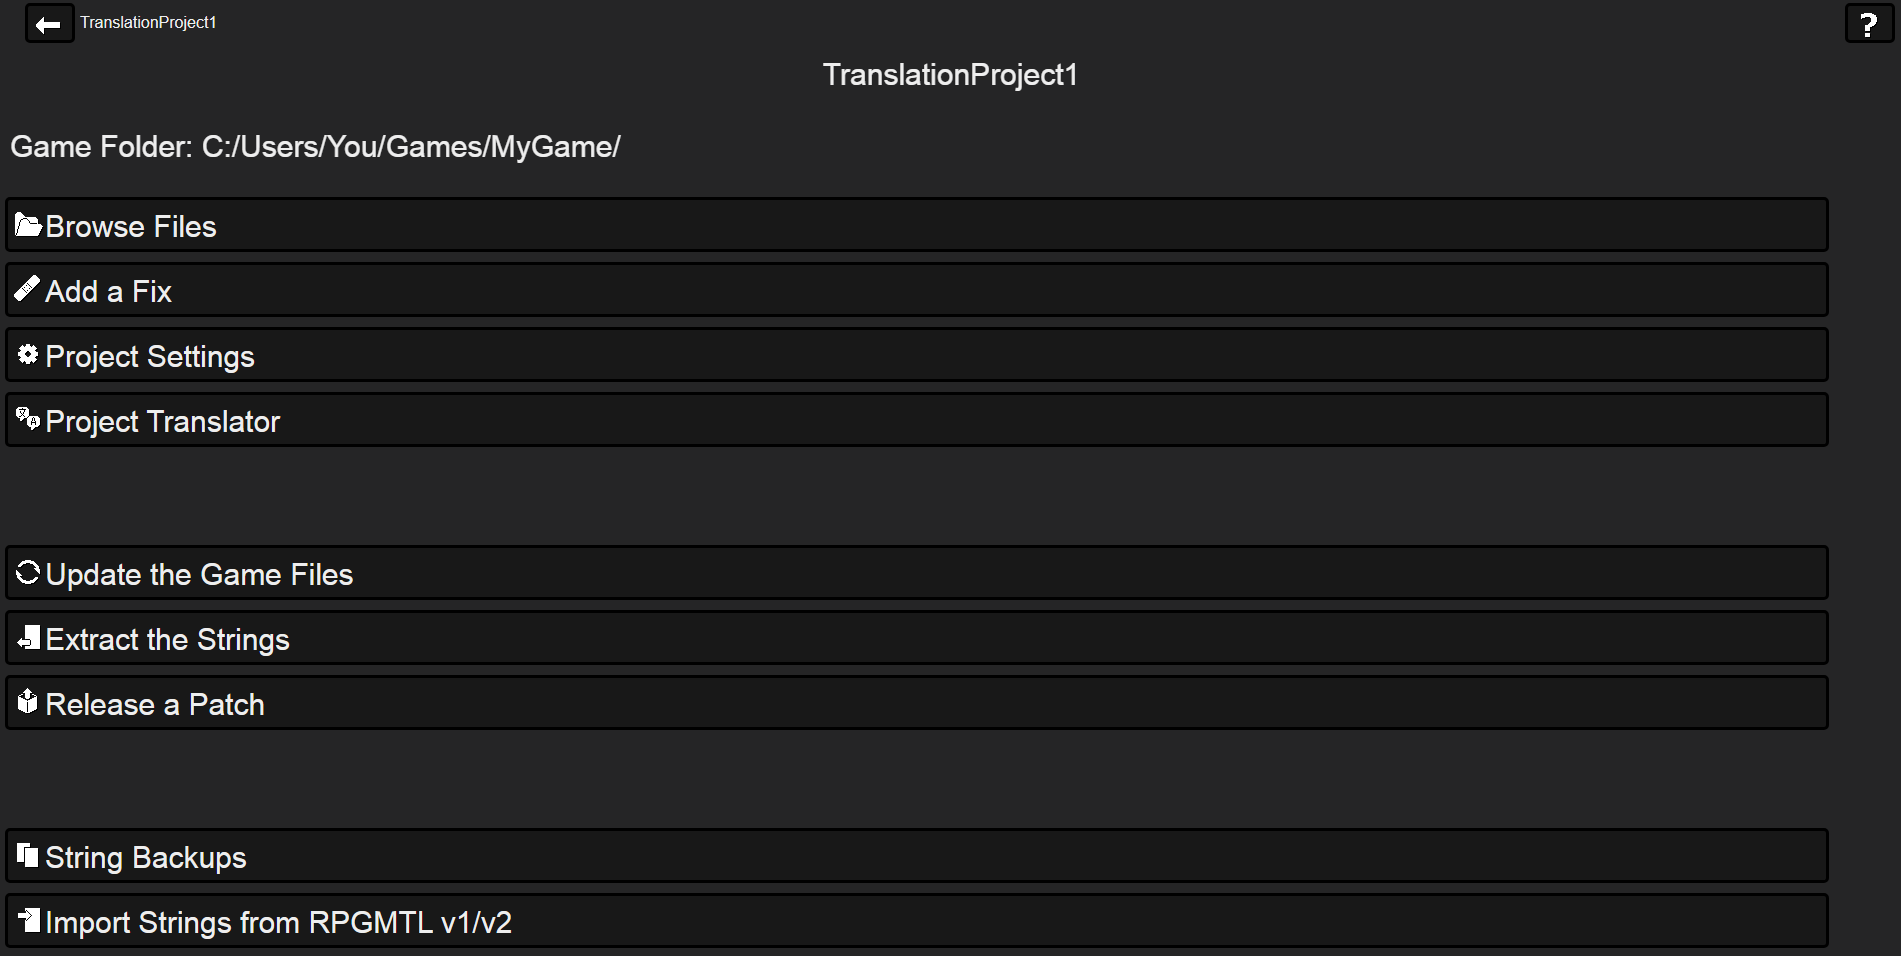 TranslationProject1
?
TranslationProject1
Game Folder: C:/Users/You/Games/MyGame/
Browse Files
Add a Fix
Project Settings
Project Translator
Update the Game Files
Extract the Strings
Release a Patch
String Backups
Import Strings from RPGMTL v1/v2